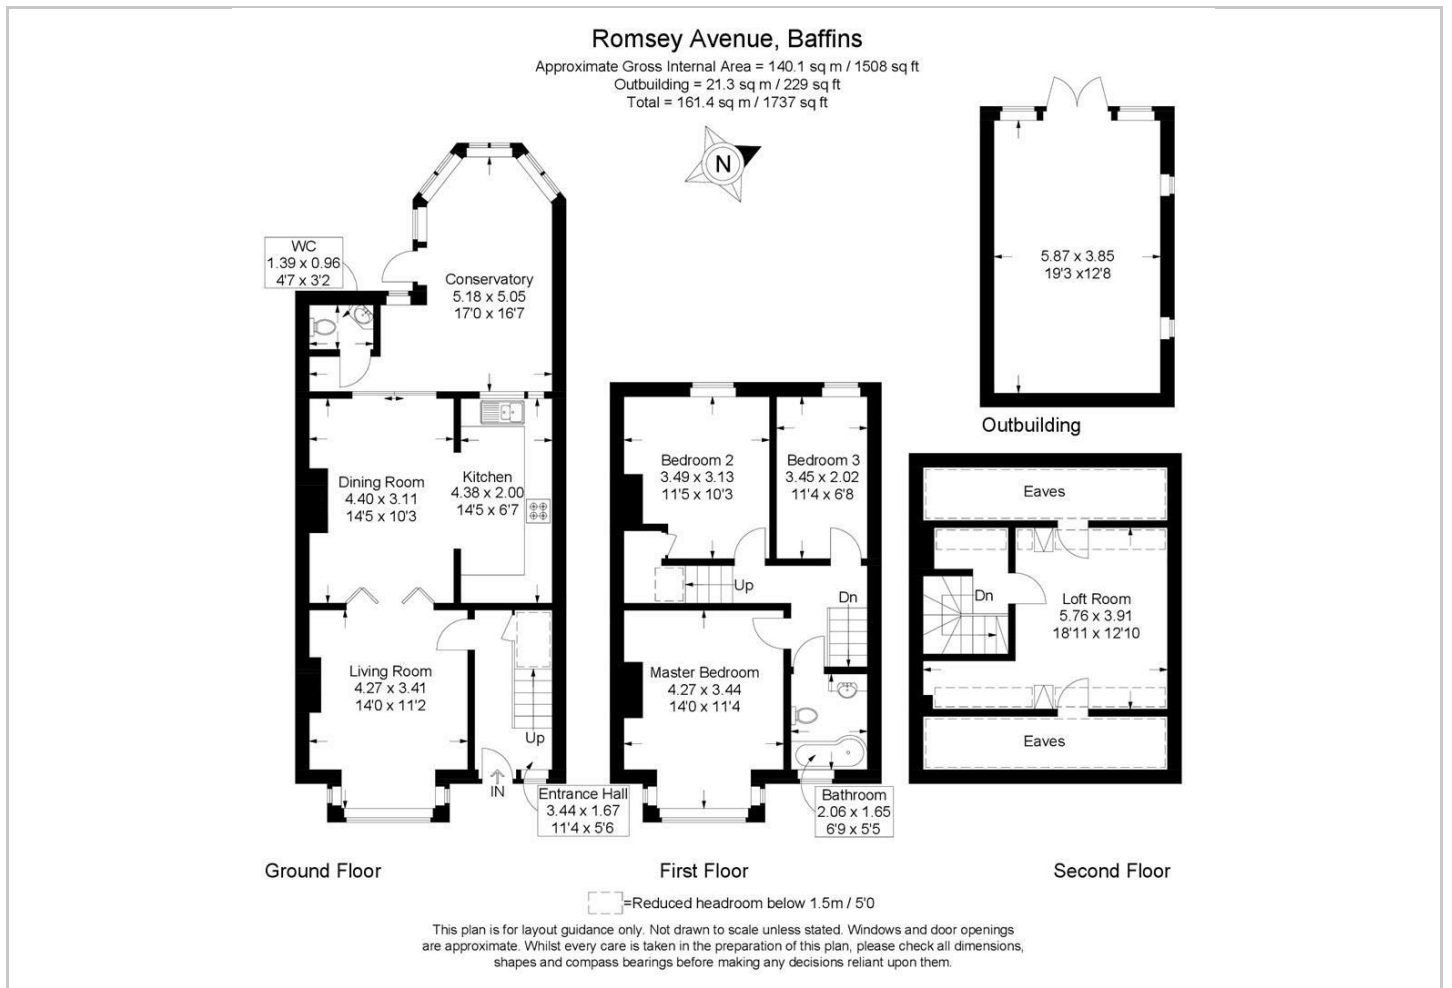 Romsey Avenue, Baffins
Approximate Gross Internal Area = 140.1 sq m / 1508 sq ft
Outbuilding = 21.3 sq m / 229 sq ft
Total = 161.4 sq m / 1737 sq ft
N
WC
1.39 x 0.96
4'7 x 3'2
Conservatory
5.18 x 5.05
17'0 x 16'7
Dining Room
4.40 x 3.11
14'5 x 10'3
Kitchen
4.38 x 2.00
14'5 x 6'7
Living Room
4.27 x 3.41
14'0 x 11'2
Up
IN
Entrance Hall
3.44 x 1.67
11'4 x 5'6
Ground Floor
Bedroom 2
3.49 x 3.13
11'5 x 10'3
Bedroom 3
3.45 x 2.02
11'4 x 6'8
Up
Dn
Master Bedroom
4.27 x 3.44
14'0 x 11'4
Bathroom
2.06 x 1.65
6'9 x 5'5
First Floor
5.87 x 3.85
19'3 x12'8
Outbuilding
Eaves
Dn
Loft Room
5.76 x 3.91
18'11 x 12'10
Eaves
Second Floor
=Reduced headroom below 1.5m / 5'0
This plan is for layout guidance only. Not drawn to scale unless stated. Windows and door openings
are approximate. Whilst every care is taken in the preparation of this plan, please check all dimensions,
shapes and compass bearings before making any decisions reliant upon them.